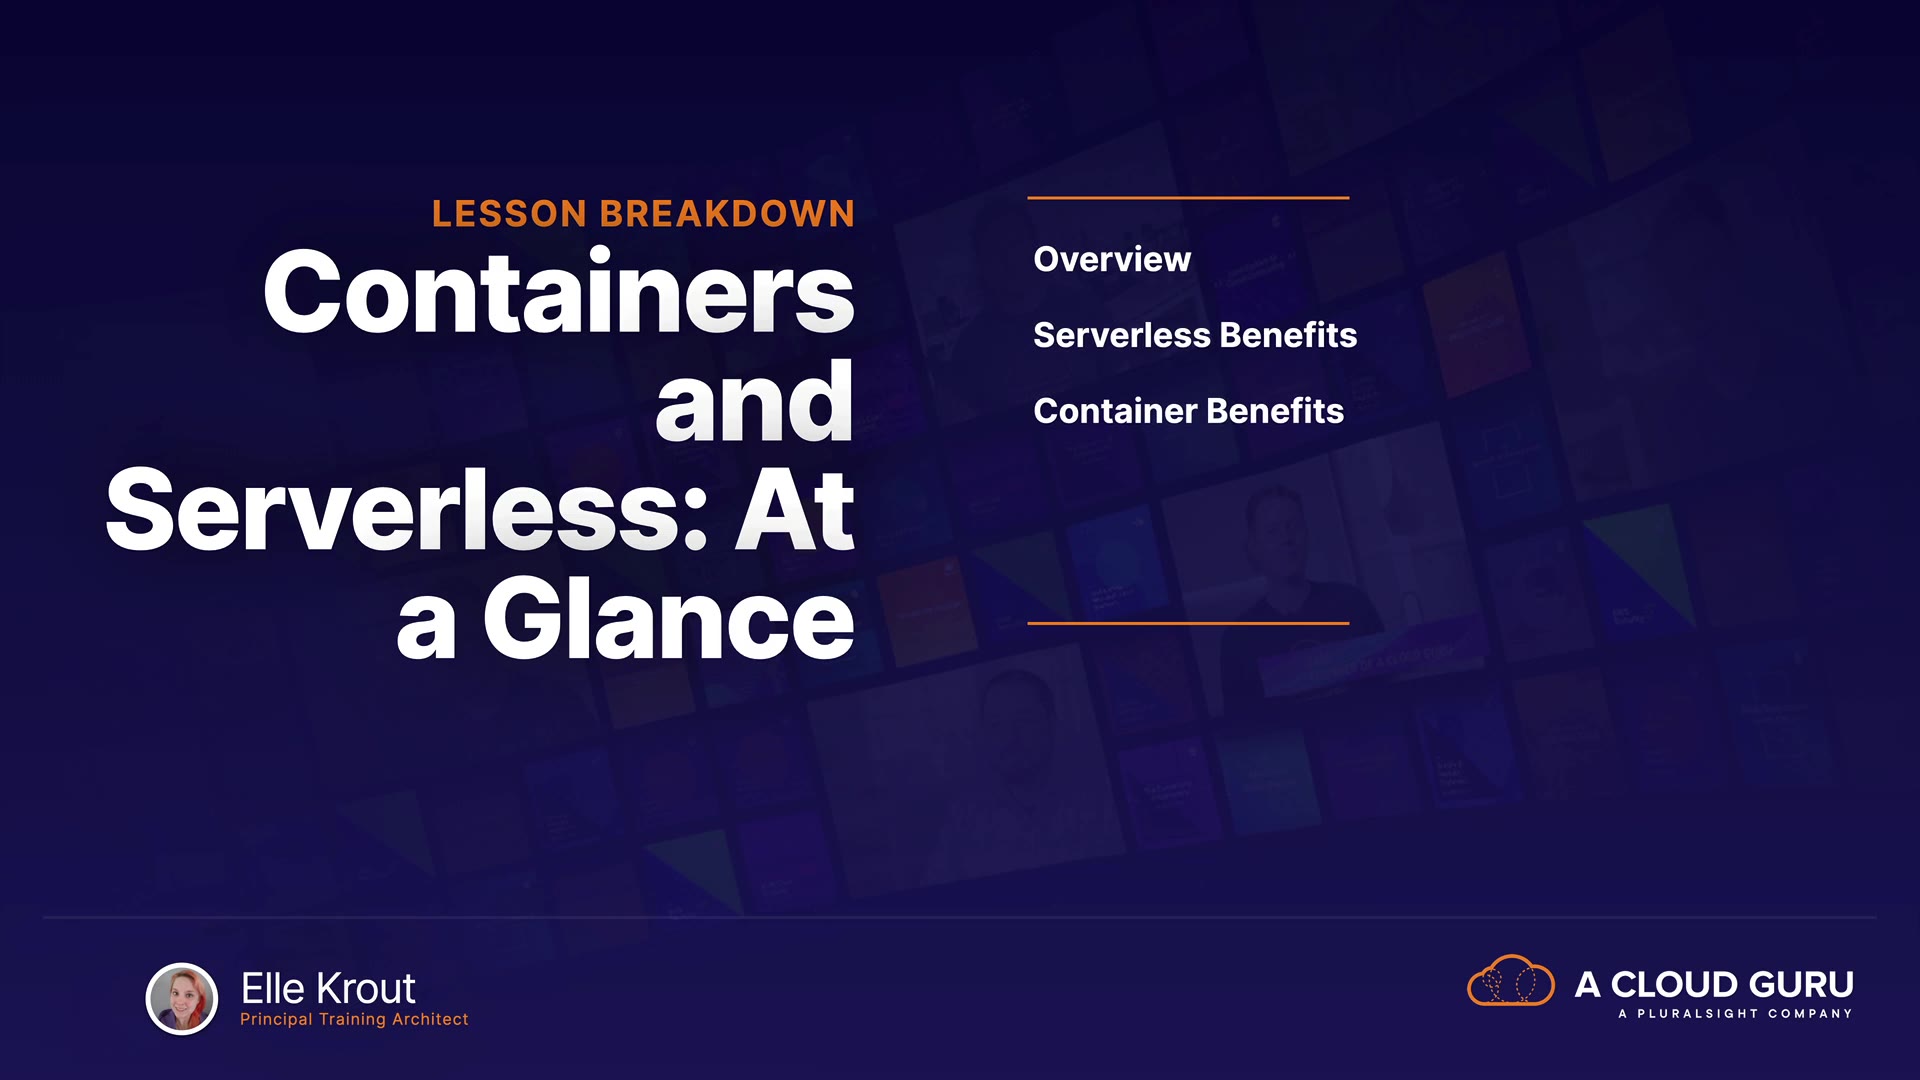 LESSON BREAKDOWN
Containers
and
Serverless: At
a Glance
Overview
Serverless Benefits
Container Benefits
Elle Krout
Principal Training Architect
A CLOUD GURU
A PLURALSIGHT COMPANY